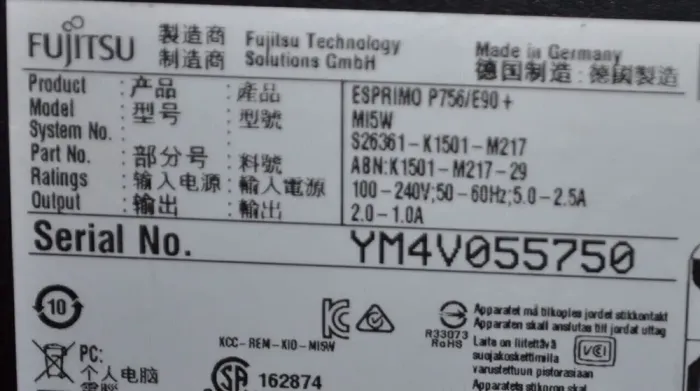 FUJITSU 製造商 Fujitsu Technology Made in Germany
制造商 Solutions GmbH 德国制造:德國製造
Product :产品 :產品 ESPRIMO P756/E90+
Model :型号 :型號 MI5W
System No. : S26361-K1501-M217
Part No. :部分号 :料號 ABN:K1501-M217-29
Ratings :输入电源 :輸入電源 100-240V;50-60Hz;5.0-2.5A
Output :输出 :輸出 2.0-1.0A
Serial No. YM4V055750
10
Apparatet må tilkoples jordet stikkontakt
Apparaten skall anslutas till jordat uttag
R33073
RoHS
Laite on liitettävä
suojakoskettimilla
varustettuun pistorasiaan
VCI
KCC-REM-KIO-MI5W
PC:
个人电脑
SA 162874